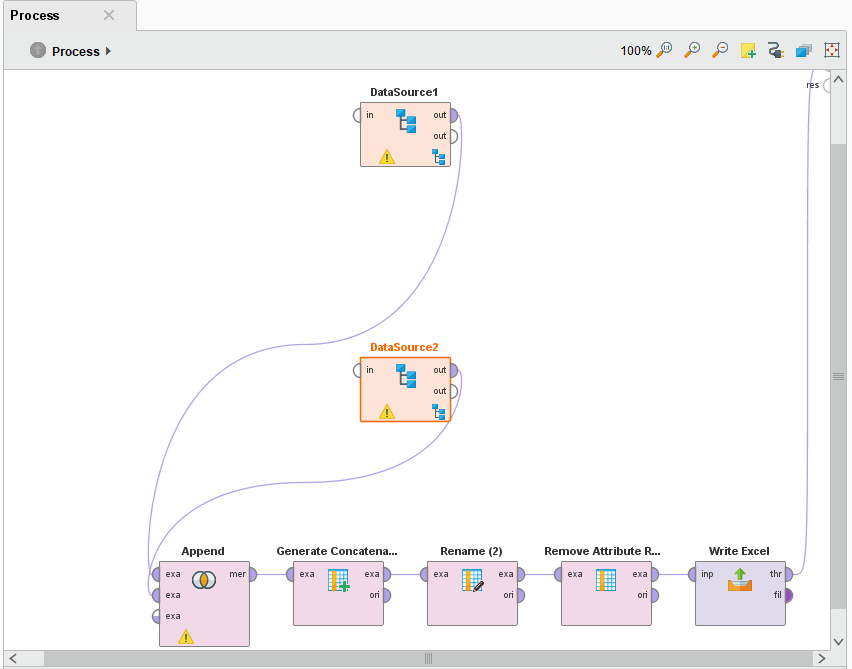 Process
Process
100%
res
DataSource1
in out
out
DataSource2
in out
out
Append
exa mer
exa
exa
Generate Concatena...
exa exa
ori
Rename (2)
exa exa
ori
Remove Attribute R...
exa exa
ori
Write Excel
inp thr
fil